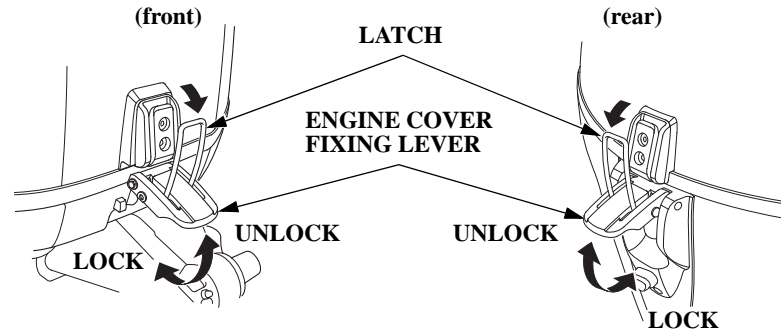 (front)
(rear)
LATCH
ENGINE COVER
FIXING LEVER
UNLOCK
UNLOCK
LOCK
LOCK